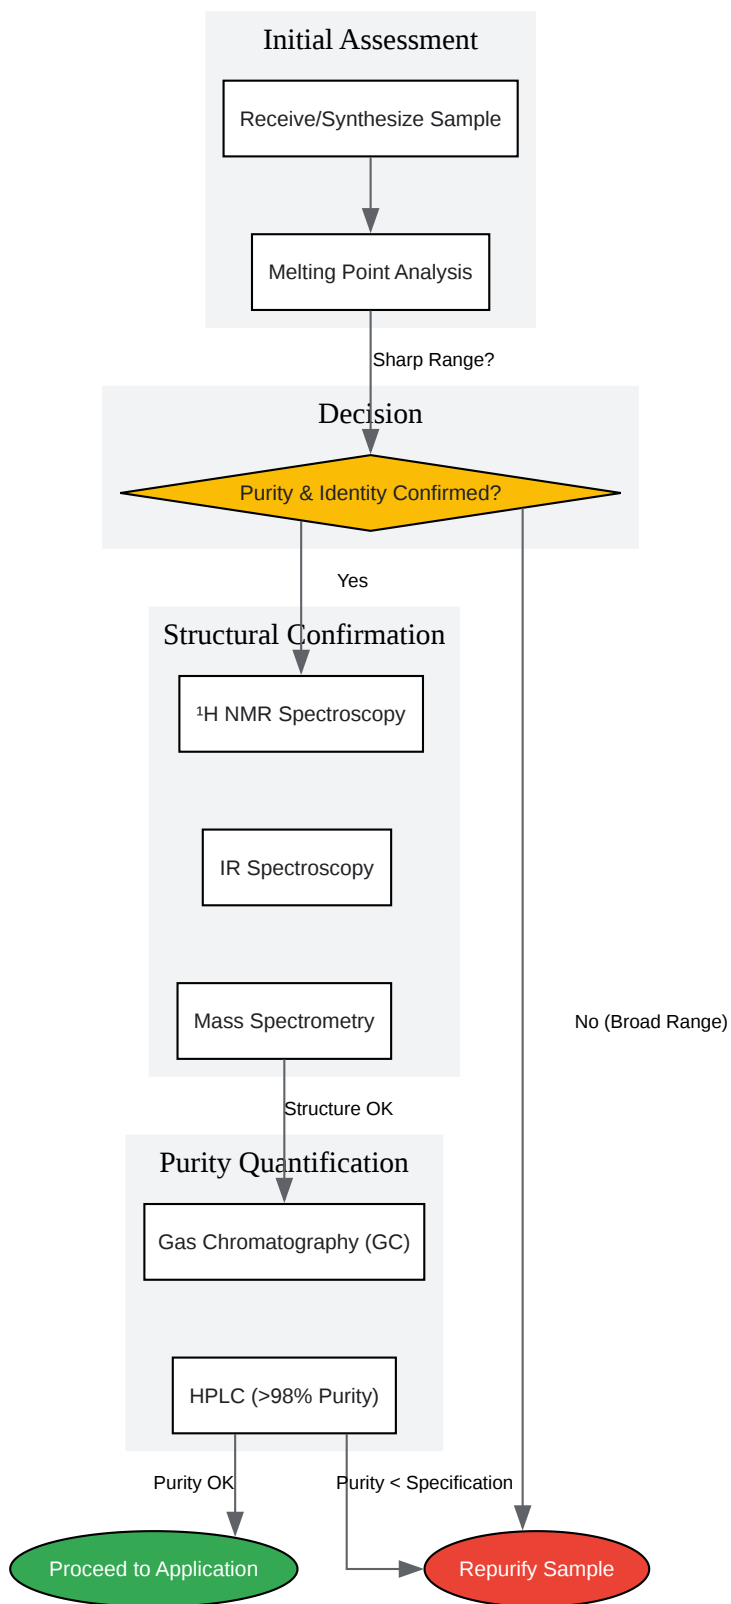 Initial Assessment
Receive/Synthesize Sample
Melting Point Analysis
Sharp Range?
Decision
Purity & Identity Confirmed?
Yes
Structural Confirmation
¹H NMR Spectroscopy
IR Spectroscopy
Mass Spectrometry
No (Broad Range)
Structure OK
Purity Quantification
Gas Chromatography (GC)
HPLC (>98% Purity)
Purity OK
Purity < Specification
Proceed to Application
Repurify Sample